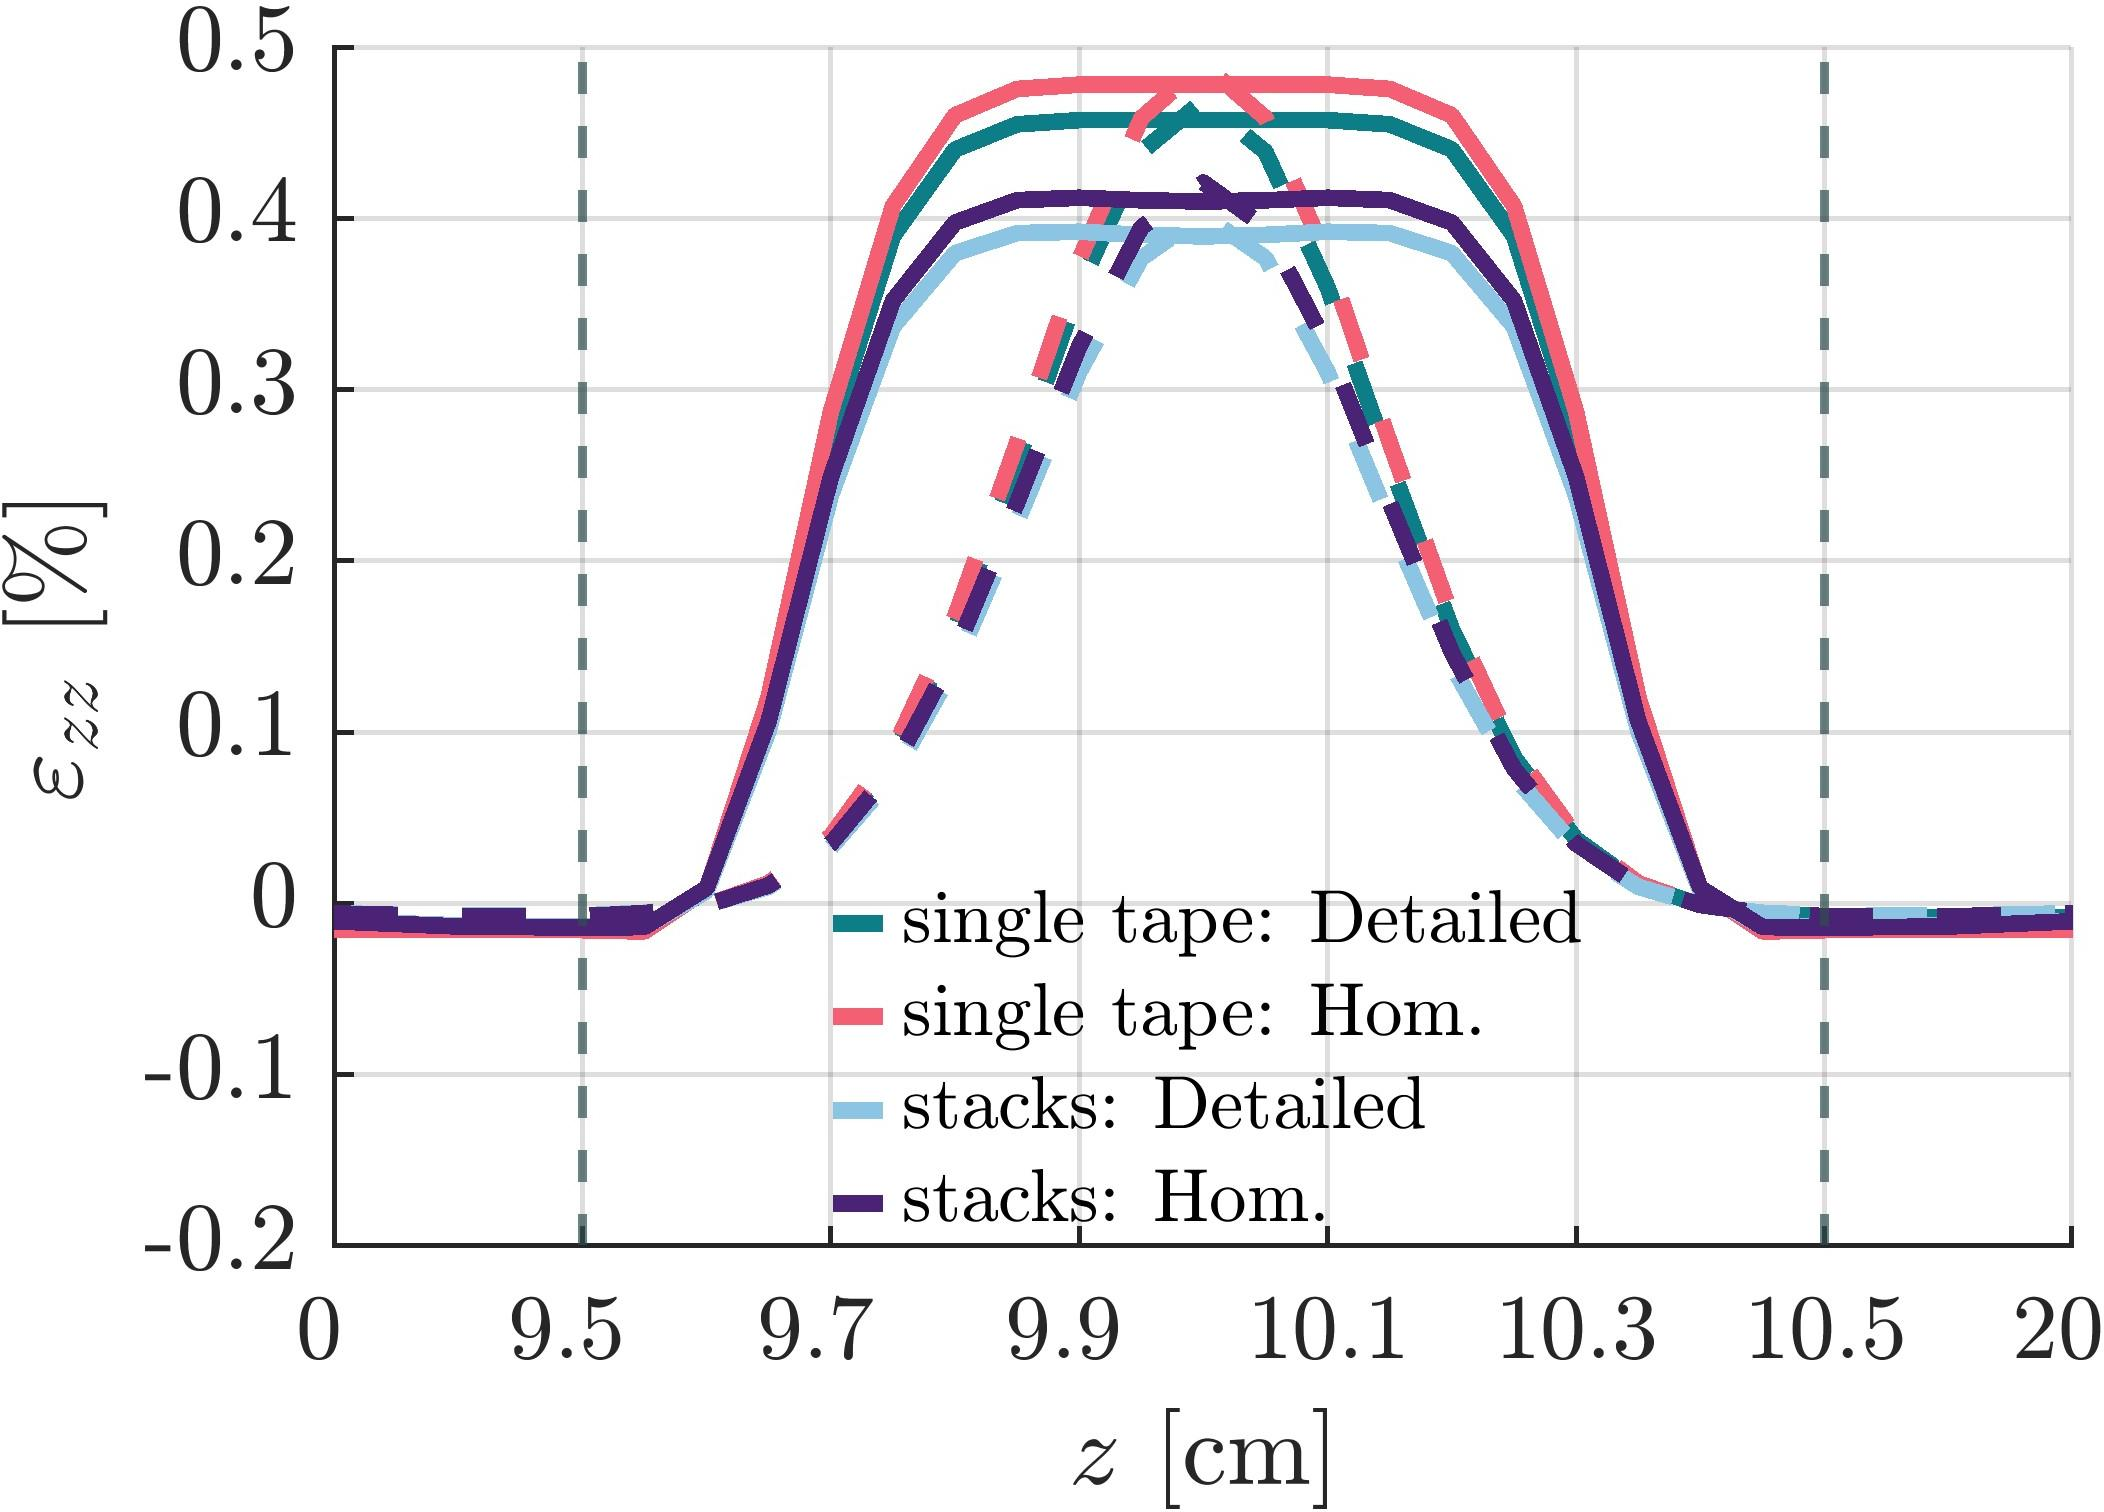 0.5
0.4
0.3
0.2
0.1
0
-0.1
-0.2
εzz [%]
single tape: Detailed
single tape: Hom.
stacks: Detailed
stacks: Hom.
0 9.5 9.7 9.9 10.1 10.3 10.5 20
z [cm]